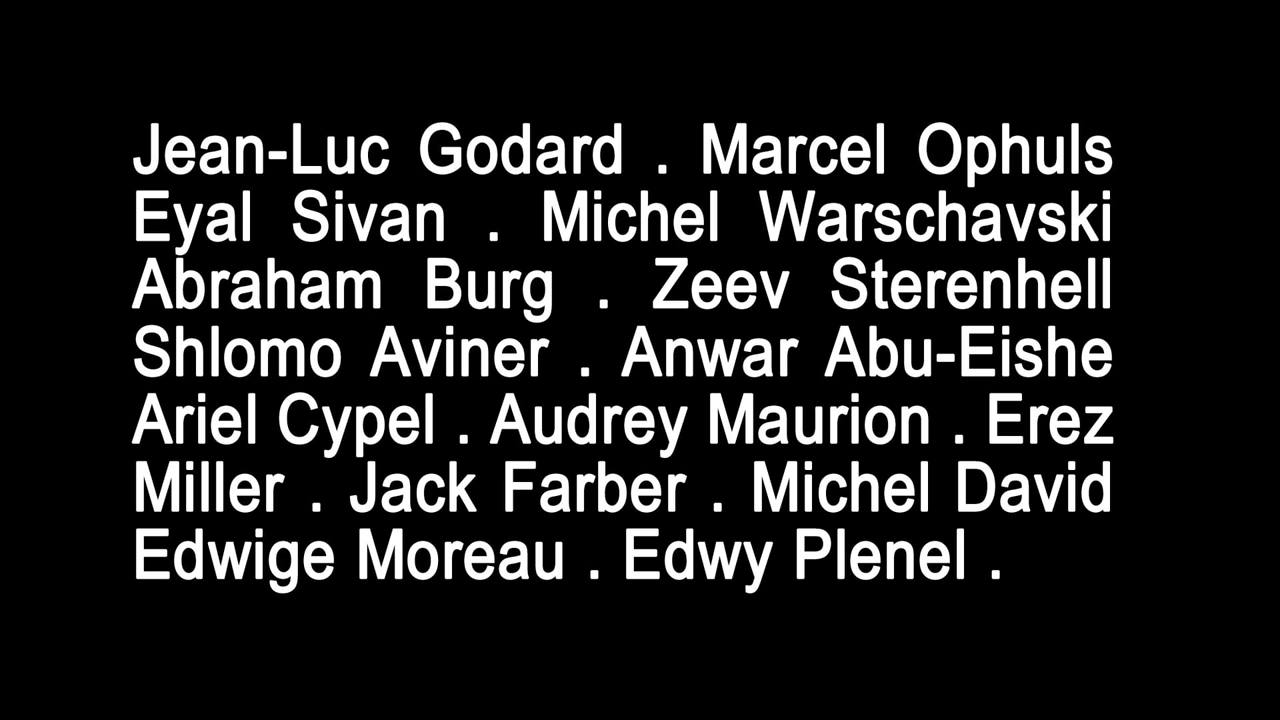 Jean-Luc Godard . Marcel Ophuls
Eyal Sivan . Michel Warschavski
Abraham Burg . Zeev Sterenhell
Shlomo Aviner . Anwar Abu-Eishe
Ariel Cypel . Audrey Maurion . Erez
Miller . Jack Farber . Michel David
Edwige Moreau . Edwy Plenel .